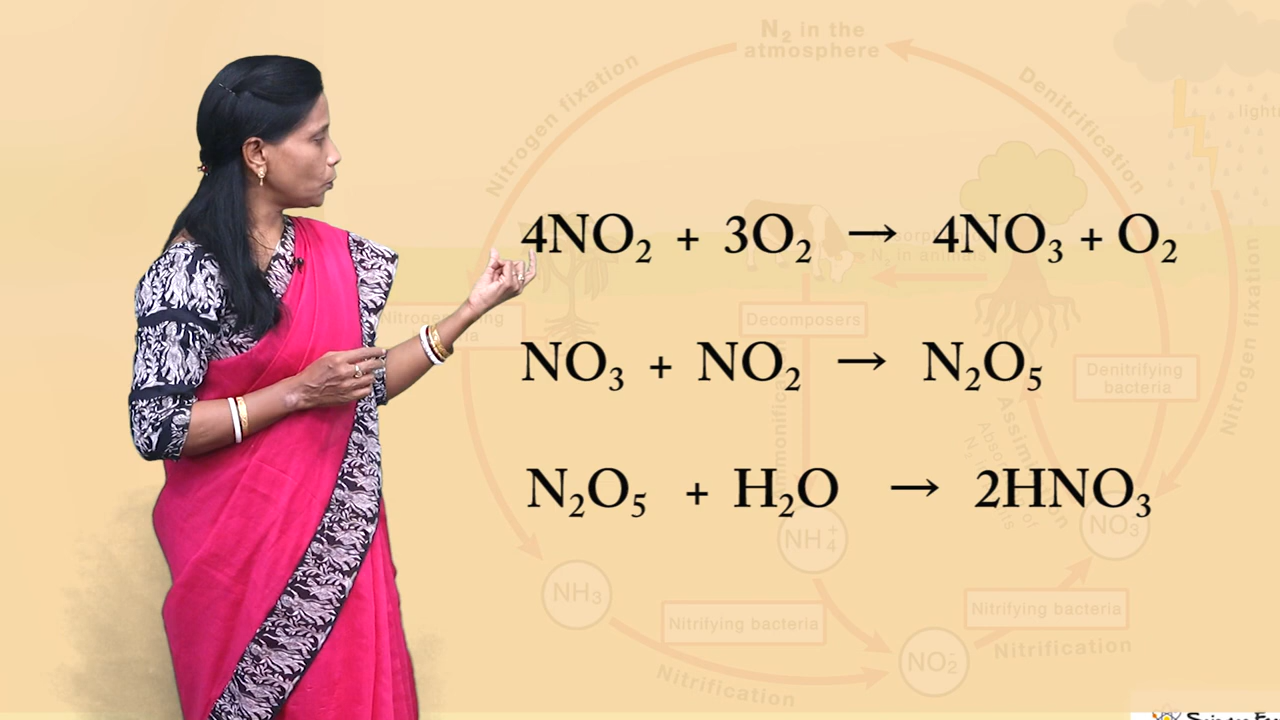 N₂ in the
atmosphere
Nitrogen fixation
Denitrification
4NO₂ + 3O₂ → 4NO₃ + O₂
Decomposers
NO₃ + NO₂ → N₂O₅
Denitrifying
bacteria
Nitrogen fixation
N₂O₅ + H₂O → 2HNO₃
NH₄⁺
NO₃⁻
NH₃
Nitrifying bacteria
Nitrifying bacteria
NO₂⁻
Nitrification
Nitrification